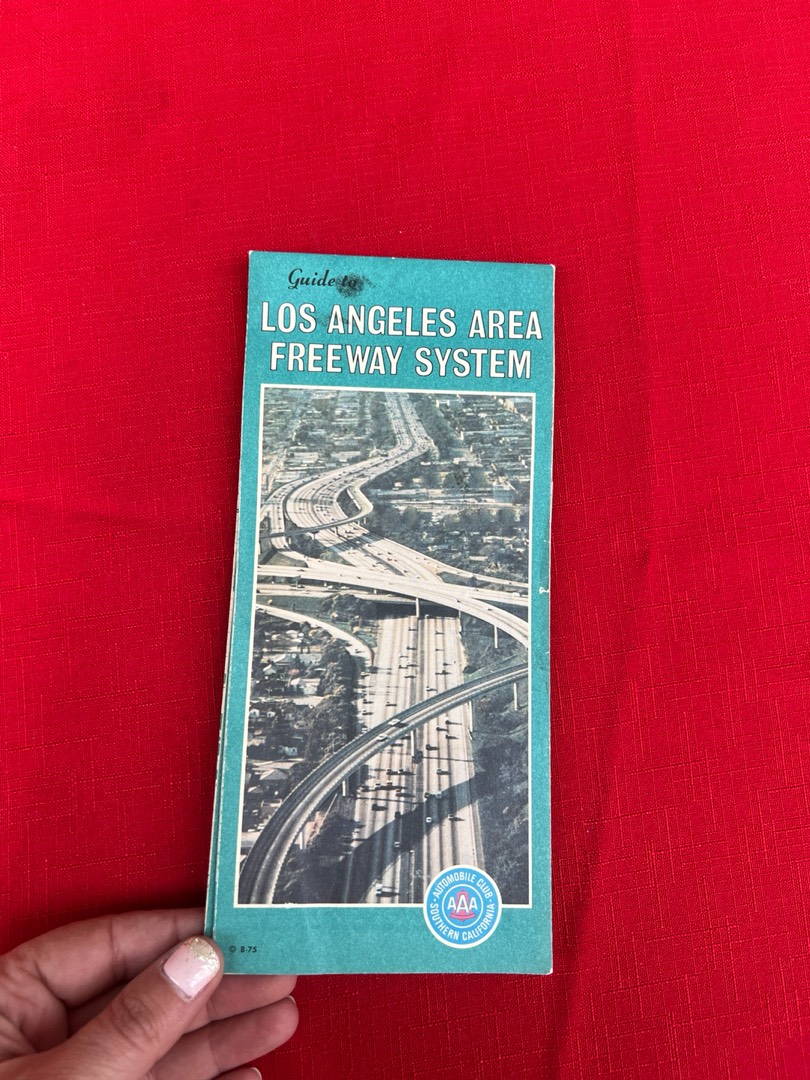 Guide to
LOS ANGELES AREA
FREEWAY SYSTEM
AUTOMOBILE CLUB
AAA
SOUTHERN CALIFORNIA
© 8-75